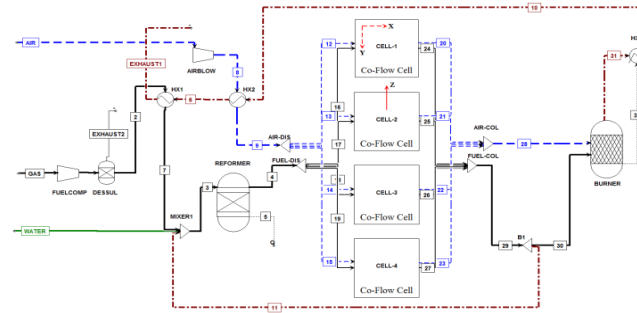 10
CELL-1
X
Y
Co-Flow Cell
AIR
12
24
20
31
EXHAUST1
AIRBLOW
8
HX1
6
HX2
CELL-2
Z
Co-Flow Cell
2
13
25
21
16
17
EXHAUST2
9
AIR-DIS
AIR-COL
28
FUEL-DIS
FUEL-COL
BURNER
GAS
FUELCOMP
DESSUL
7
REFORMER
3
4
5
Q
CELL-3
Co-Flow Cell
14
26
22
19
MIXER1
WATER
CELL-4
Co-Flow Cell
15
27
23
29
B1
30
11